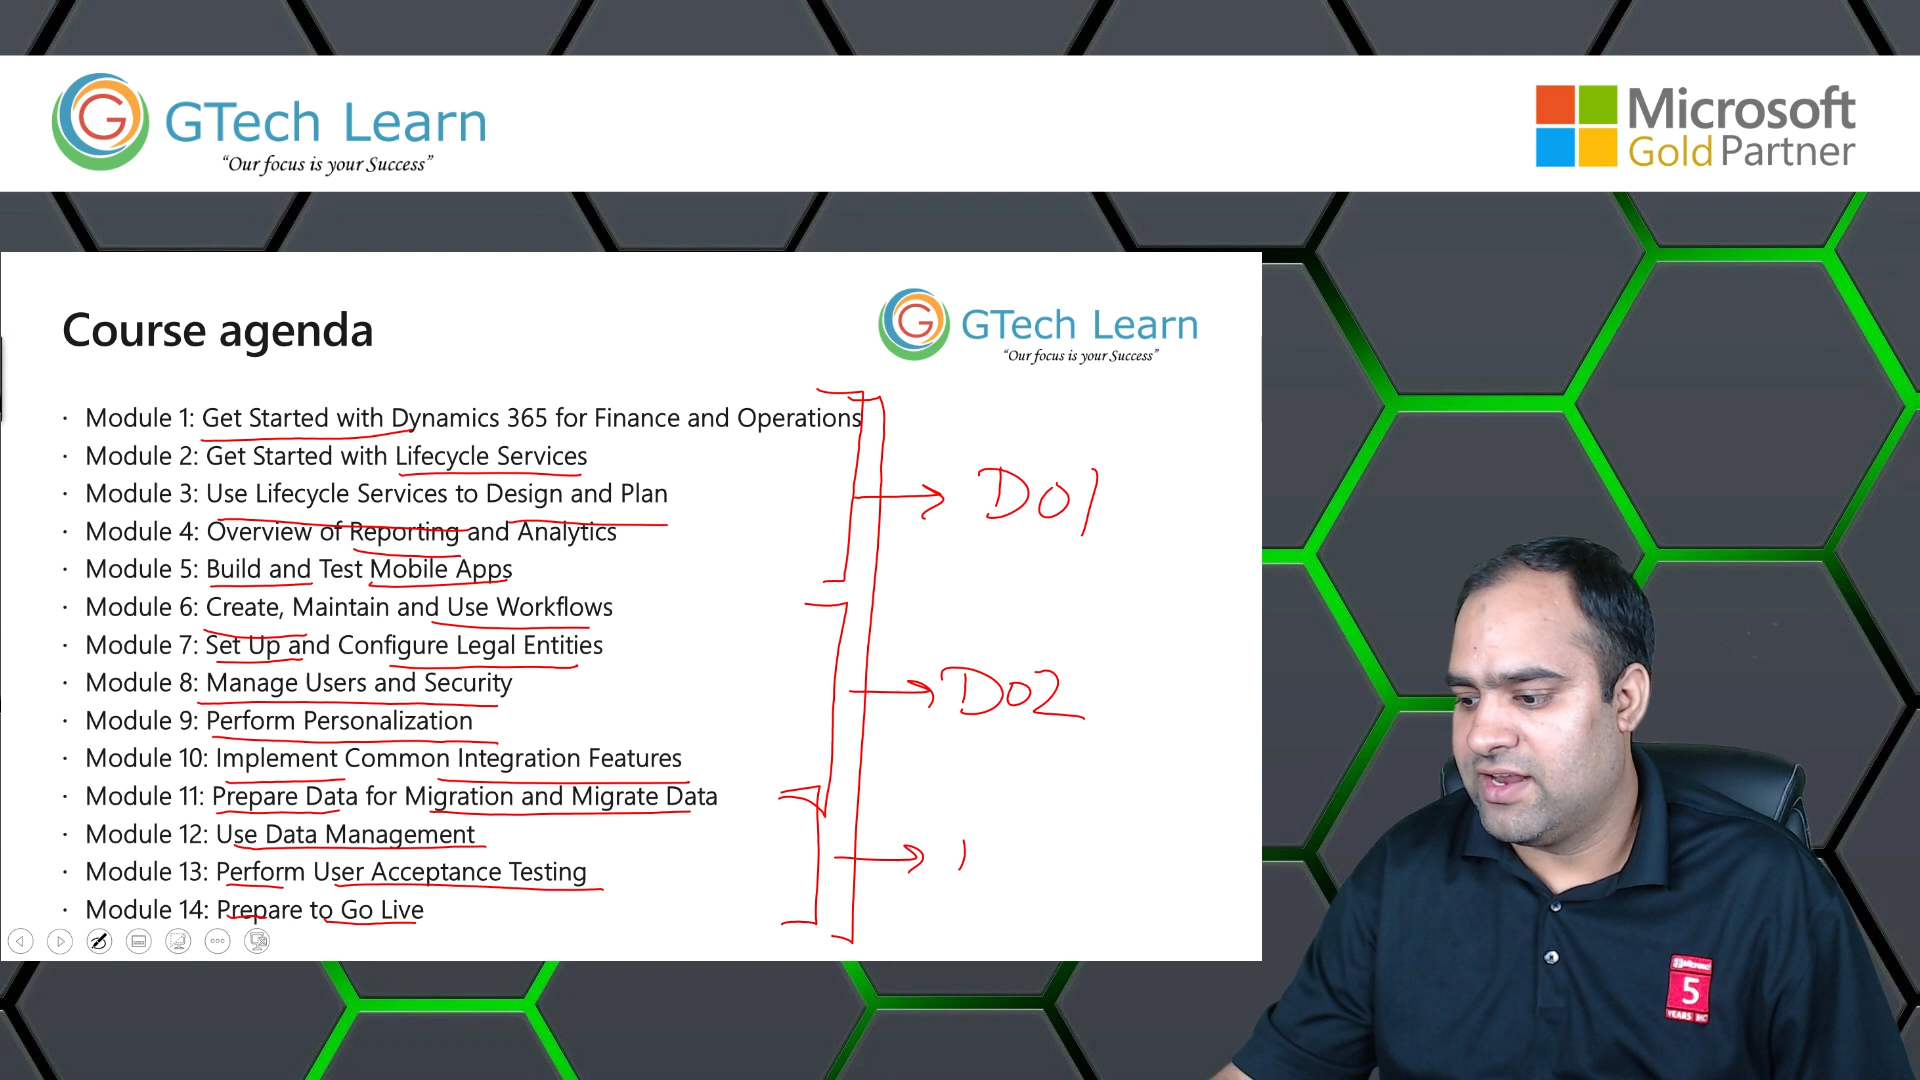 GTech Learn
“Our focus is your Success”
Microsoft
Gold Partner
Course agenda
GTech Learn
“Our focus is your Success”
· Module 1: Get Started with Dynamics 365 for Finance and Operations
· Module 2: Get Started with Lifecycle Services
· Module 3: Use Lifecycle Services to Design and Plan
· Module 4: Overview of Reporting and Analytics
· Module 5: Build and Test Mobile Apps
· Module 6: Create, Maintain and Use Workflows
· Module 7: Set Up and Configure Legal Entities
· Module 8: Manage Users and Security
· Module 9: Perform Personalization
· Module 10: Implement Common Integration Features
· Module 11: Prepare Data for Migration and Migrate Data
· Module 12: Use Data Management
· Module 13: Perform User Acceptance Testing
· Module 14: Prepare to Go Live
D01
D02
5
YEARS